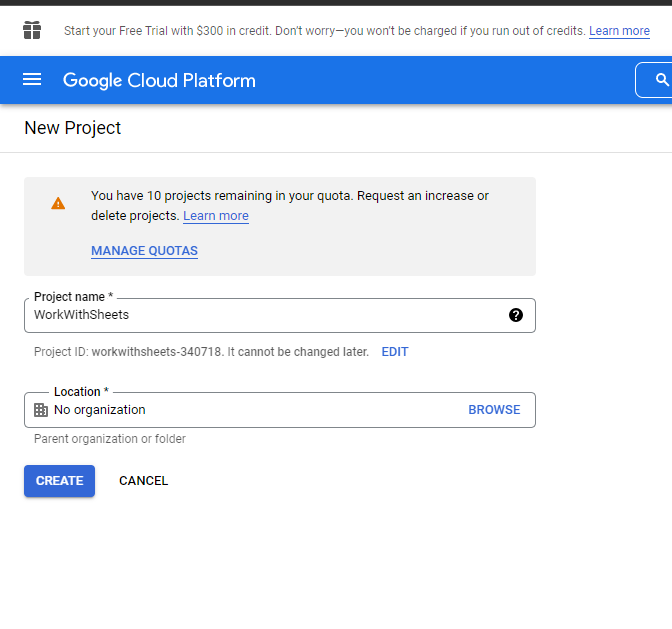 Start your Free Trial with $300 in credit. Don't worry—you won't be charged if you run out of credits. Learn more
Google Cloud Platform
New Project
You have 10 projects remaining in your quota. Request an increase or
delete projects. Learn more
MANAGE QUOTAS
Project name *
WorkWithSheets
Project ID: workwithsheets-340718. It cannot be changed later. EDIT
Location *
No organization BROWSE
Parent organization or folder
CREATE CANCEL